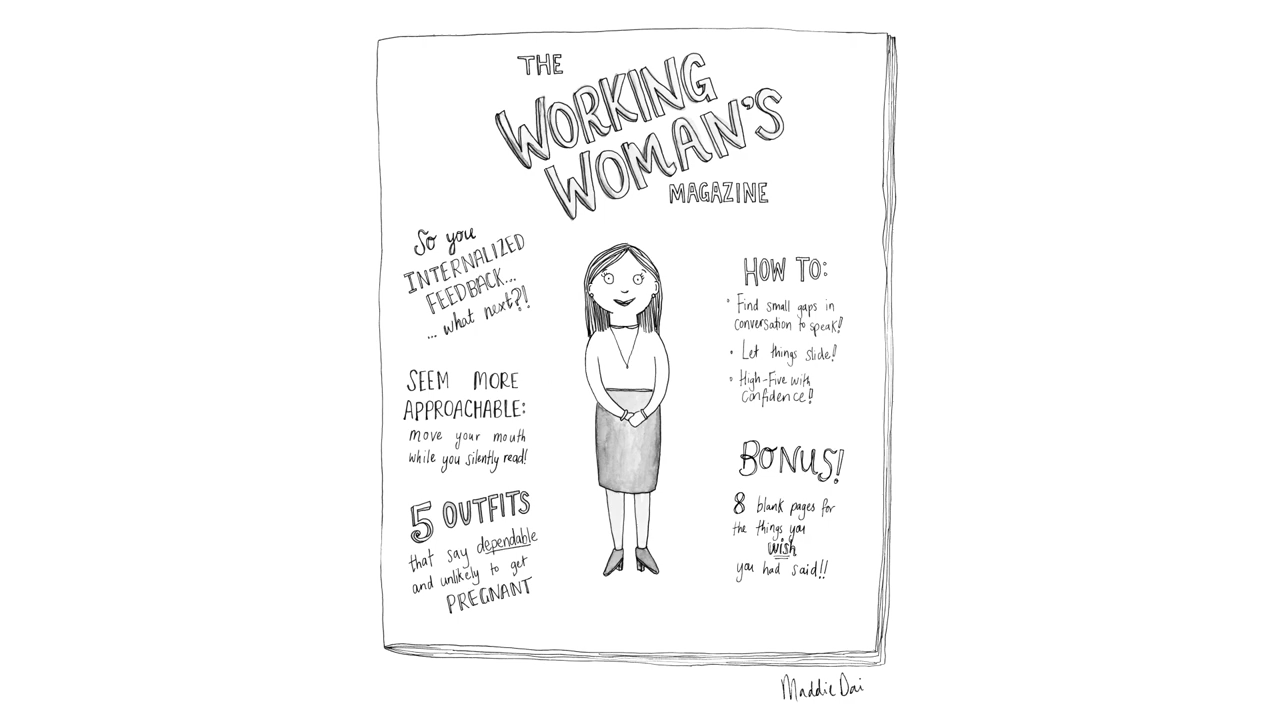 THE
WORKING
WOMAN'S
MAGAZINE
So you
INTERNALIZED
FEEDBACK...
... what next?!
SEEM MORE
APPROACHABLE:
move your mouth
while you silently read!
5 OUTFITS
that say dependable
and unlikely to get
PREGNANT
HOW TO:
• Find small gaps in
conversation to speak!
• Let things slide!
• High-Five with
confidence!
BONUS!
8 blank pages for
the things you
wish
you had said!!
Maddie Dai